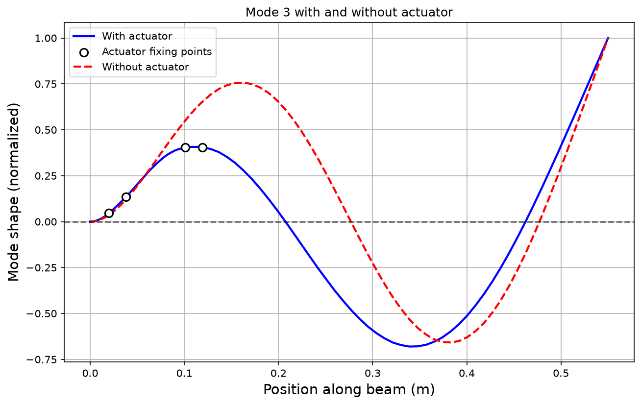 Mode 3 with and without actuator
With actuator
Actuator fixing points
Without actuator
Mode shape (normalized)
1.00
0.75
0.50
0.25
0.00
−0.25
−0.50
−0.75
0.0 0.1 0.2 0.3 0.4 0.5
Position along beam (m)